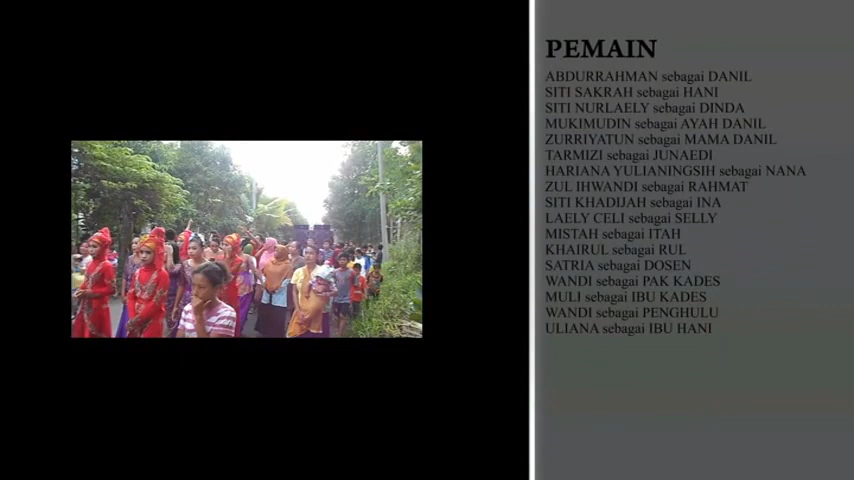 PEMAIN
ABDURRAHMAN sebagai DANIL
SITI SAKRAH sebagai HANI
SITI NURLAELY sebagai DINDA
MUKIMUDIN sebagai AYAH DANIL
ZURRIYATUN sebagai MAMA DANIL
TARMIZI sebagai JUNAEDI
HARIANA YULIANINGSIH sebagai NANA
ZUL IHWANDI sebagai RAHMAT
SITI KHADIJAH sebagai INA
LAELY CELI sebagai SELLY
MISTAH sebagai ITAH
KHAIRUL sebagai RUL
SATRIA sebagai DOSEN
WANDI sebagai PAK KADES
MULI sebagai IBU KADES
WANDI sebagai PENGHULU
ULIANA sebagai IBU HANI